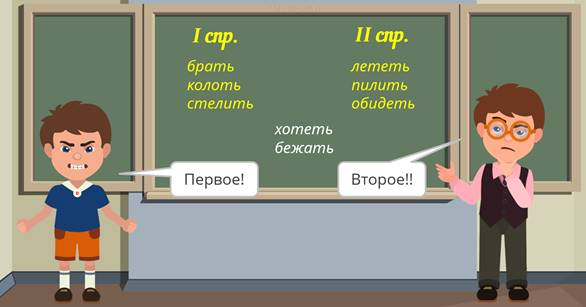 I спр.
брать
колоть
стелить
II спр.
лететь
пилить
обидеть
хотеть
бежать
Первое!
Второе!!